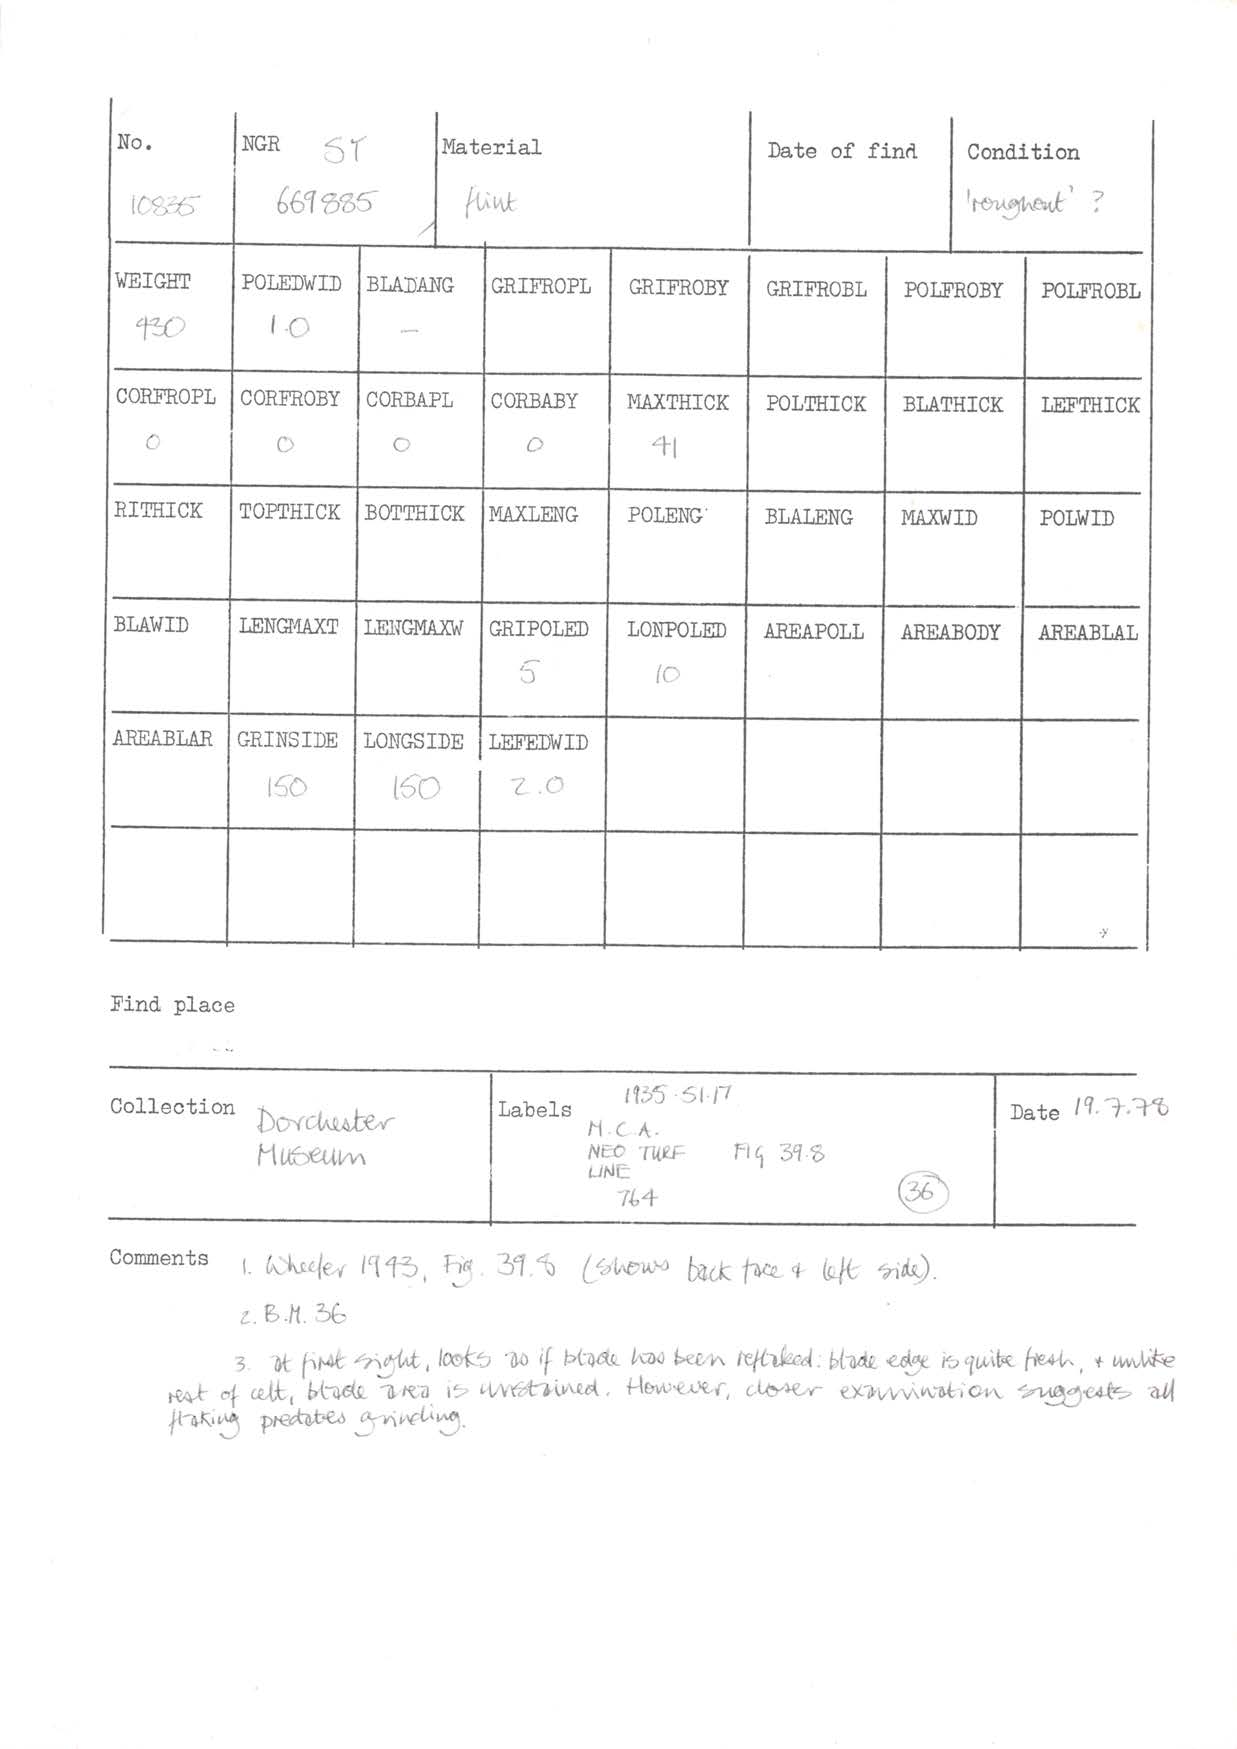 No. NGR ST Material Date of find Condition
10835 669885 flint 'roughout' ?
WEIGHT POLEDWID BLADANG GRIFROPL GRIFROBY GRIFROBL POLFROBY POLFROBL
430 1.0 —
CORFROPL CORFROBY CORBAPL CORBABY MAXTHICK POLTHICK BLATHICK LEFTHICK
0 0 0 0 41
RITHICK TOPTHICK BOTTHICK MAXLENG POLENG BLALENG MAXWID POLWID
BLAWID LENGMAXT LENGMAXW GRIPOLED LONPOLED AREAPOLL AREABODY AREABLAL
5 10
AREABLAR GRINSIDE LONGSIDE LEFEDWID
150 150 2.0
Find place
Collection Dorchester
Museum
Labels 1935.51.17
M.C.A.
NEO TURF Fig 39.8
LINE
764 36
Date 19.7.78
Comments 1. Wheeler 1943, Fig. 39.8 (shows back face + left side).
2. B.M. 36
3. at first sight, looks as if blade has been reflaked: blade edge is quite fresh, + unlike
rest of celt, blade area is unstained. However, closer examination suggests all
flaking predates grinding.